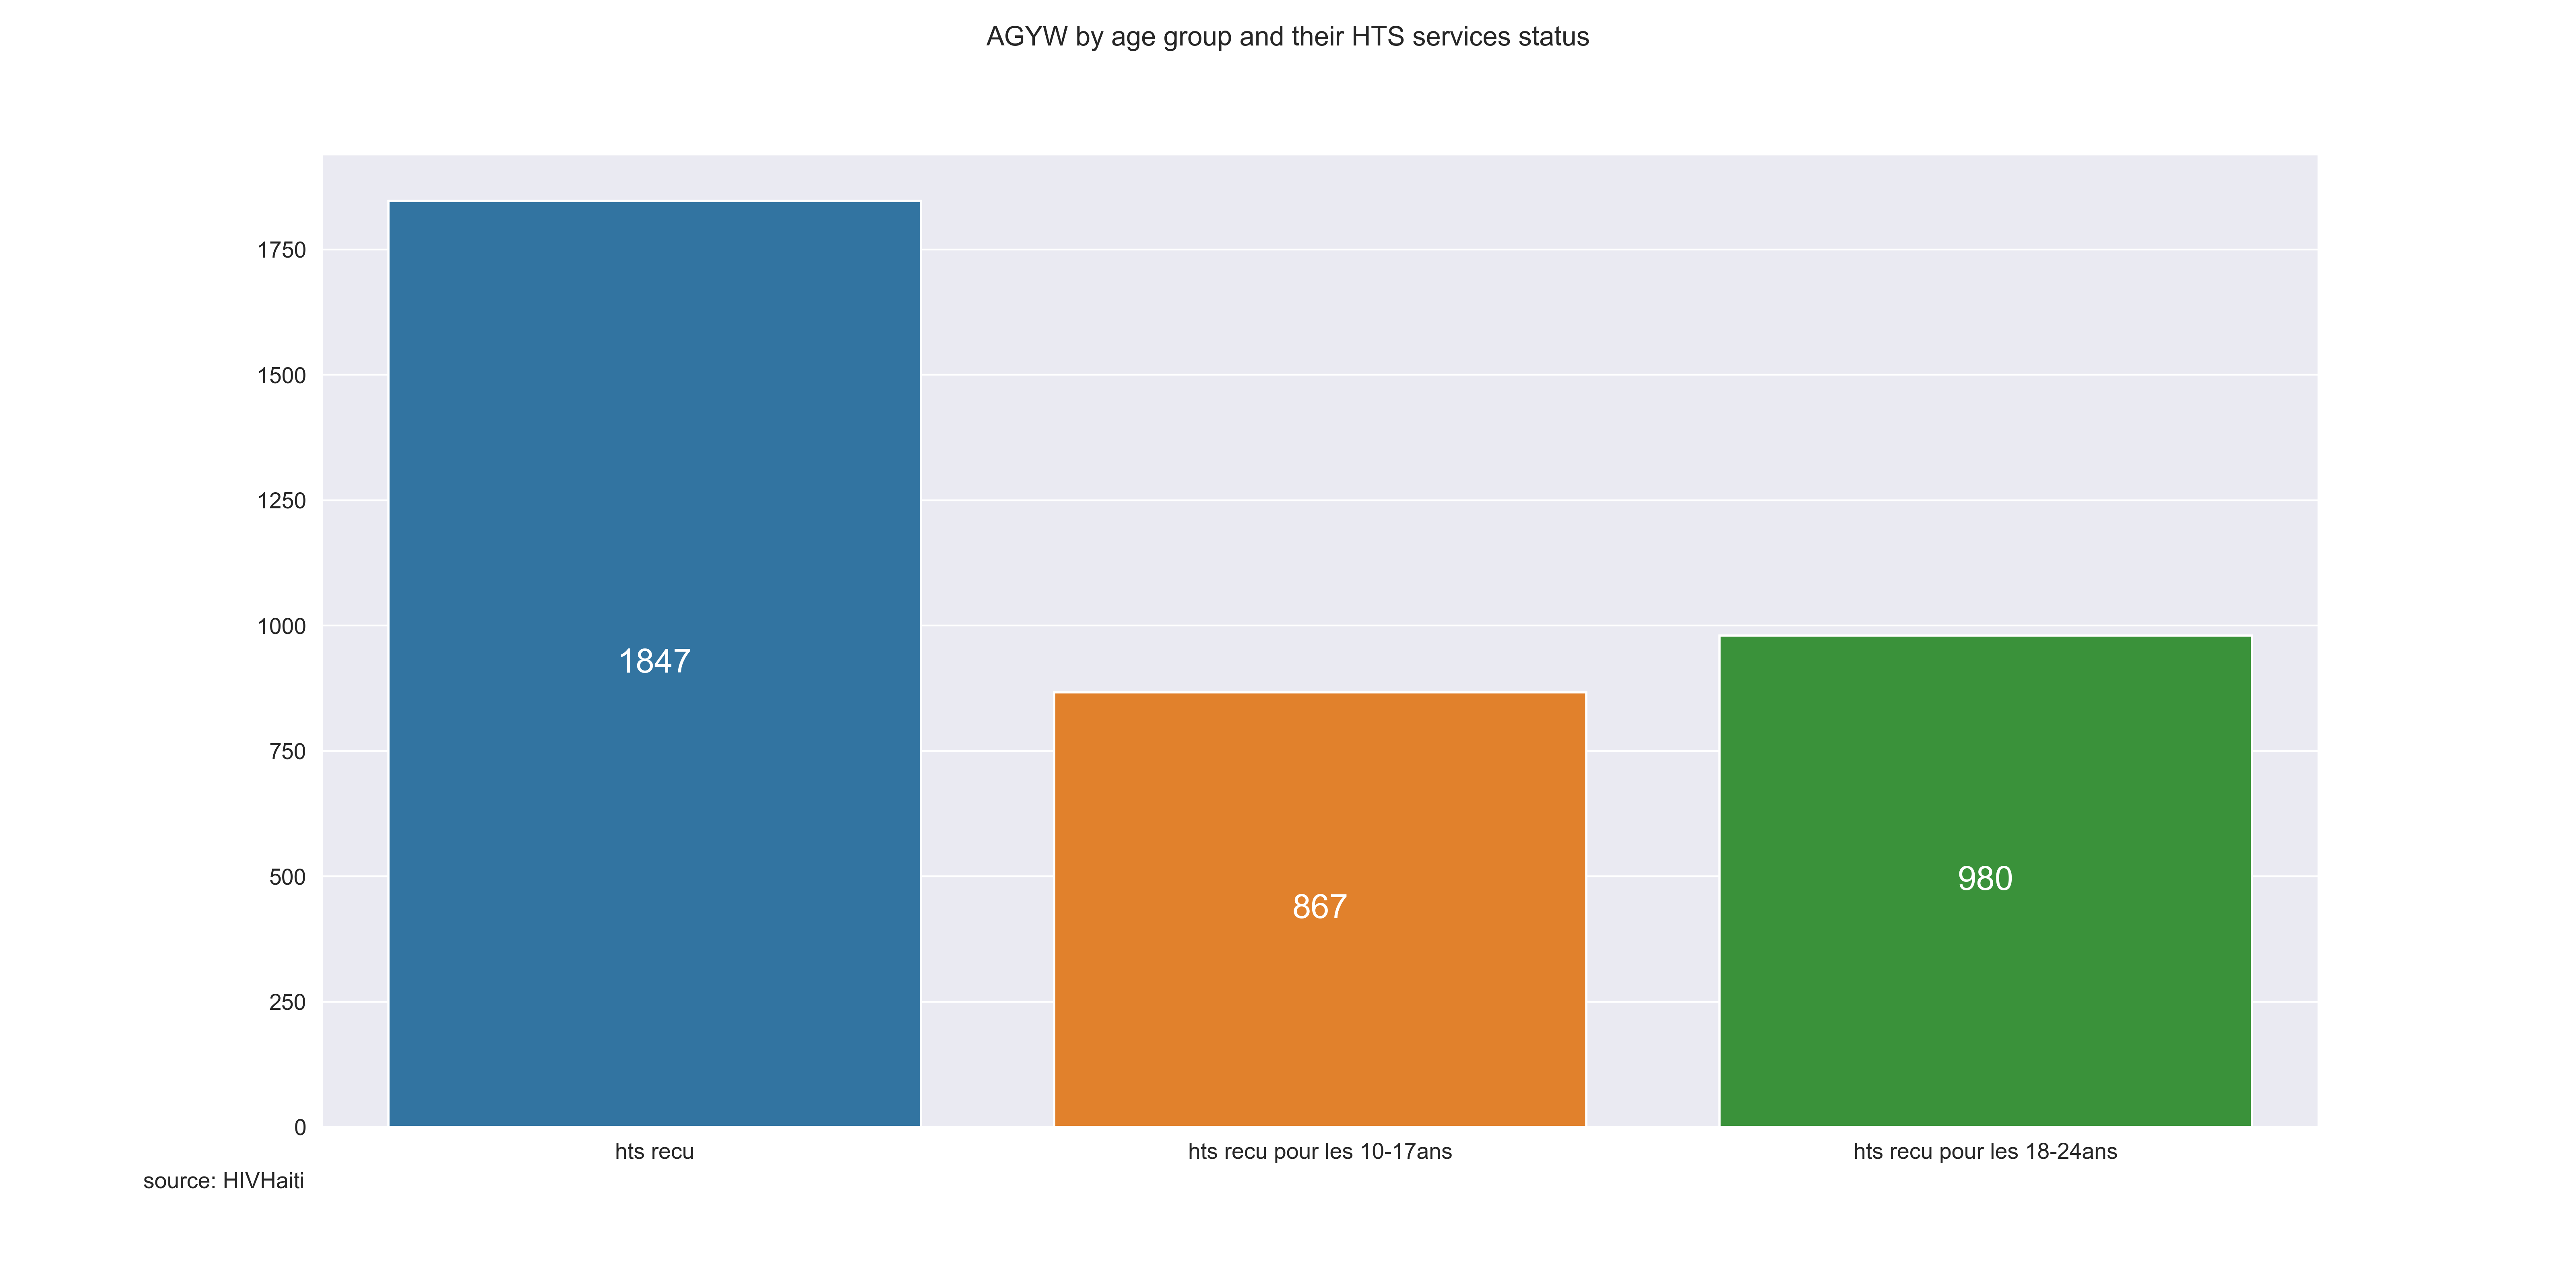 AGYW by age group and their HTS services status
1750
1500
1250
1000
750
500
250
0
1847
867
980
hts recu
hts recu pour les 10-17ans
hts recu pour les 18-24ans
source: HIVHaiti